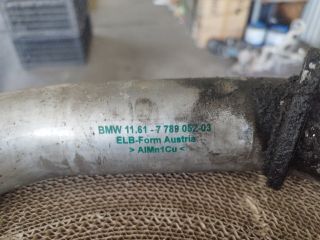 BMW 11.61 - 7 789 052-03
ELB-Form Austria
> AlMn1Cu <